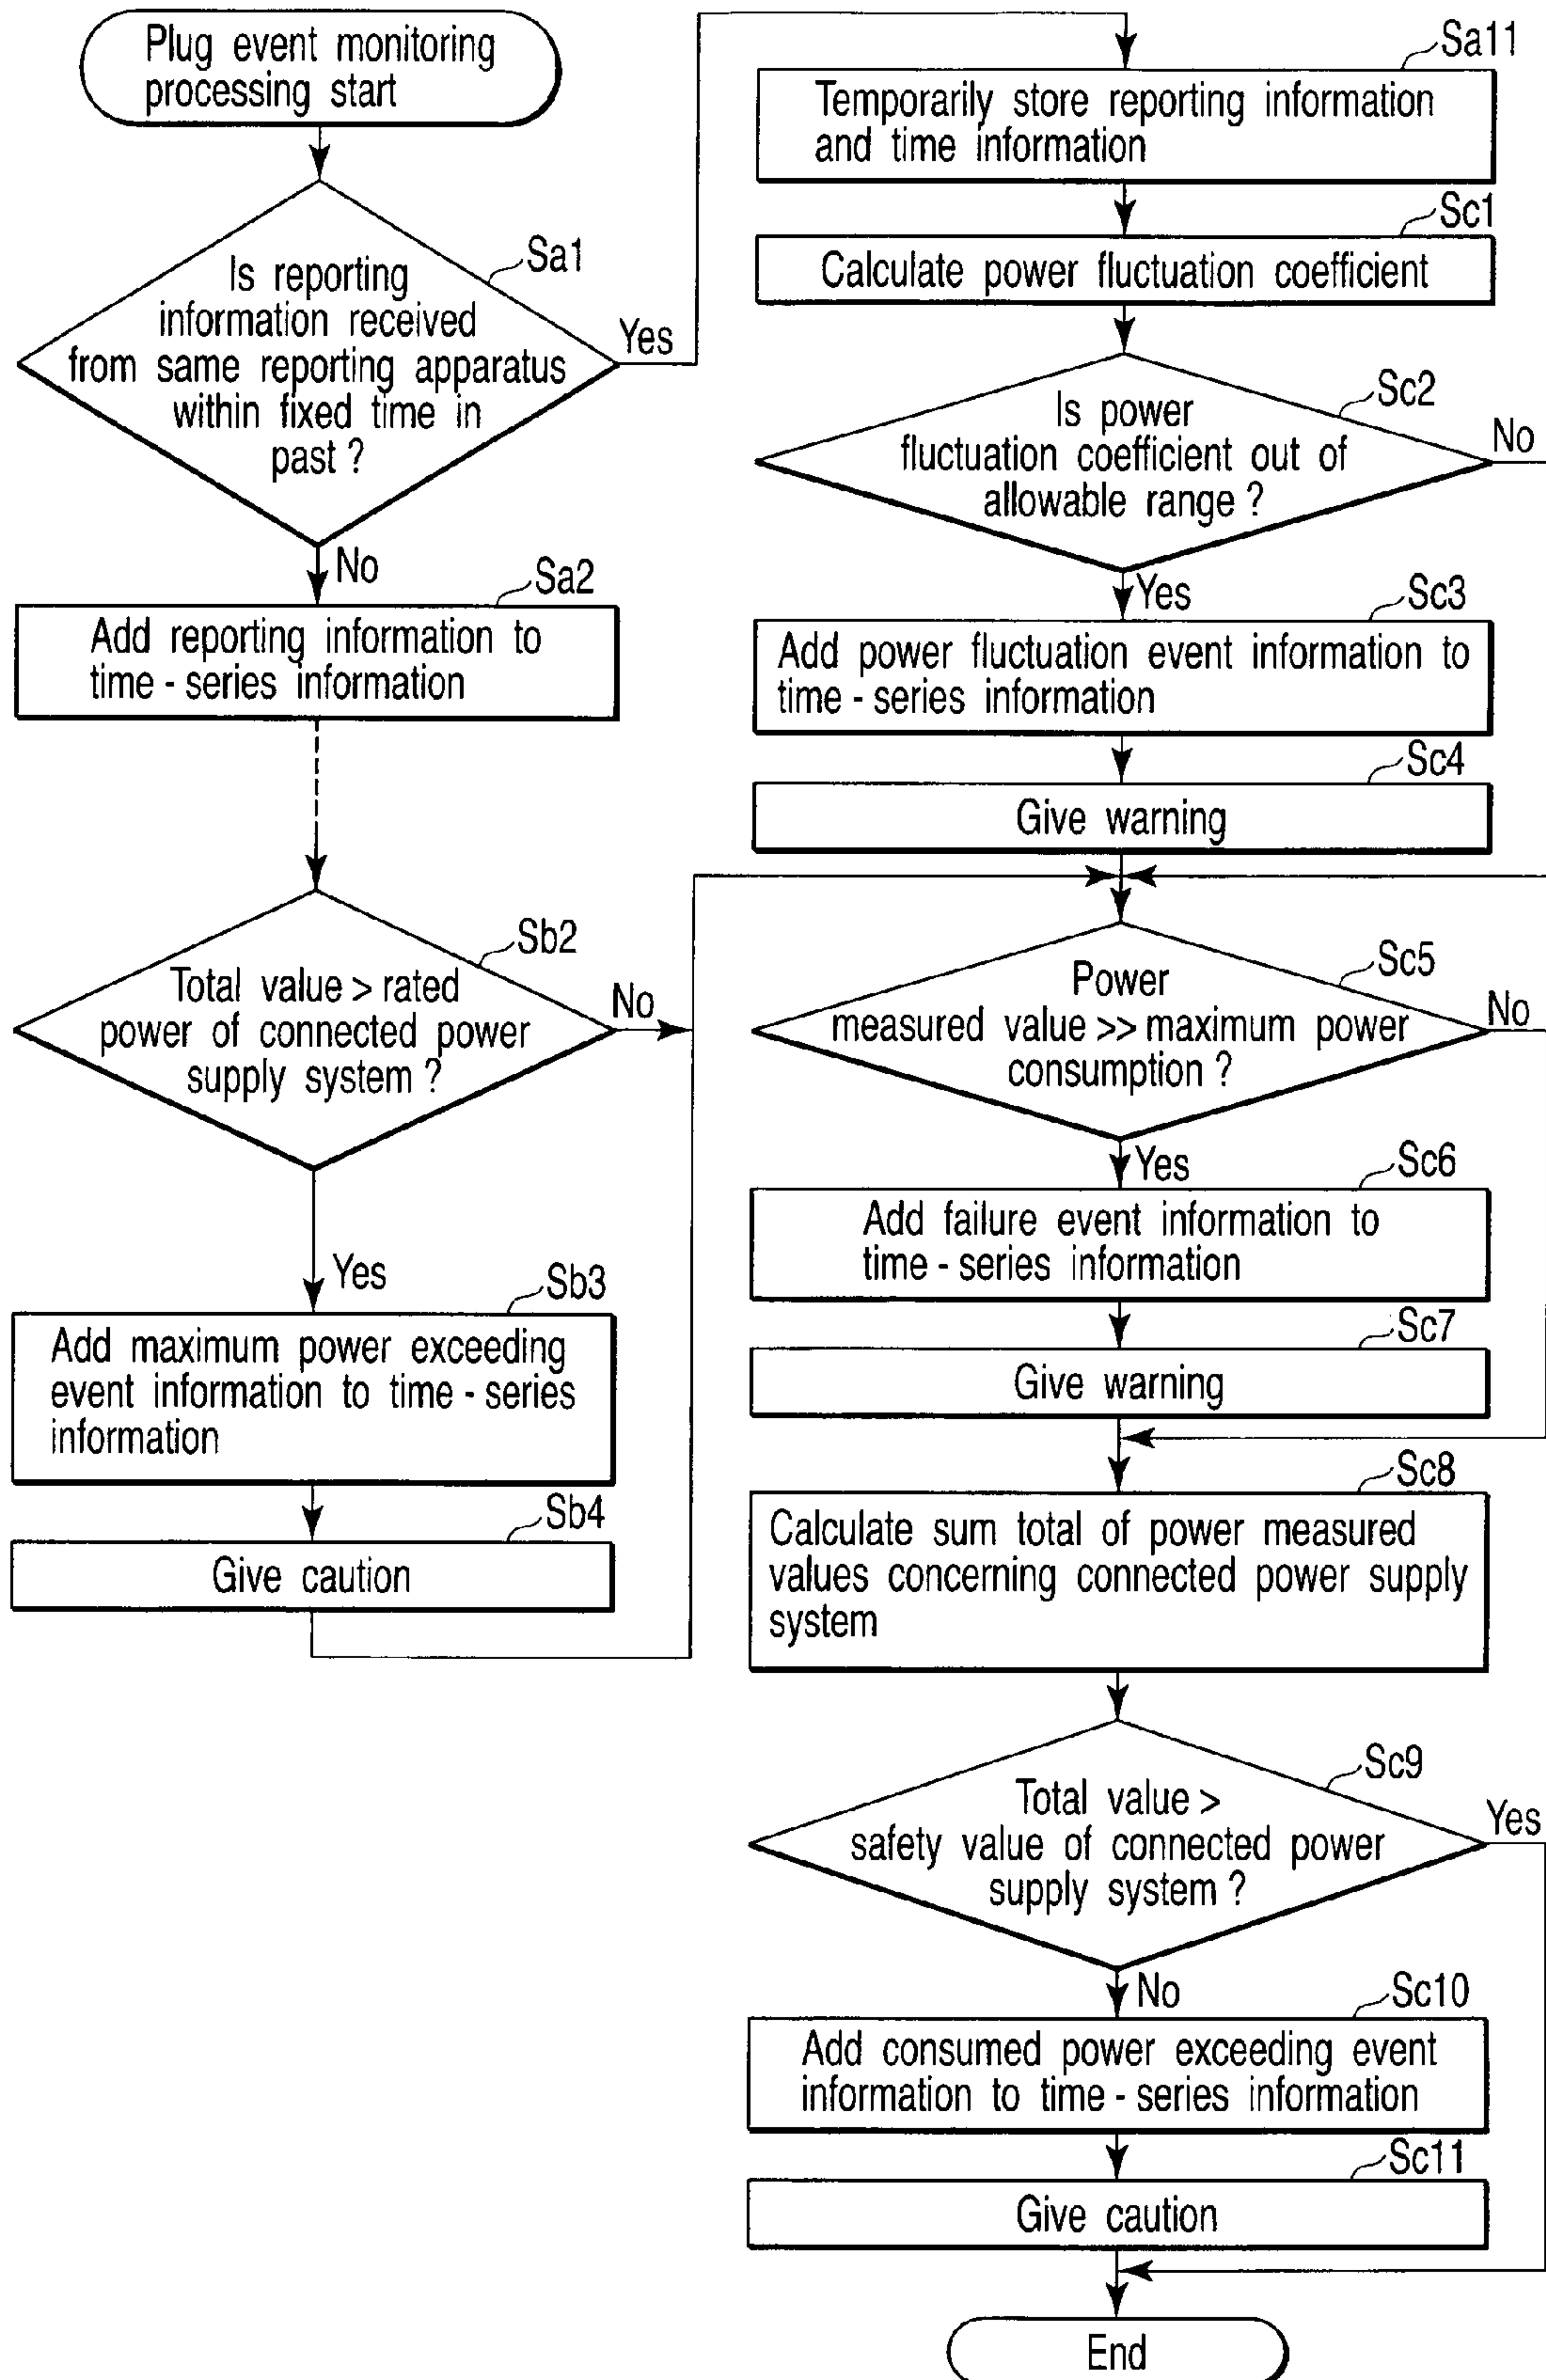 Plug event monitoring
processing start
Sa1
Is reporting
information received
from same reporting apparatus
within fixed time in
past ?
Yes
No
Sa2
Add reporting information to
time - series information
Sb2
Total value > rated
power of connected power
supply system ?
No
Yes
Sb3
Add maximum power exceeding
event information to time - series
information
Sb4
Give caution
Sa11
Temporarily store reporting information
and time information
Sc1
Calculate power fluctuation coefficient
Sc2
Is power
fluctuation coefficient out of
allowable range ?
No
Yes
Sc3
Add power fluctuation event information to
time - series information
Sc4
Give warning
Sc5
Power
measured value >> maximum power
consumption ?
No
Yes
Sc6
Add failure event information to
time - series information
Sc7
Give warning
Sc8
Calculate sum total of power measured
values concerning connected power supply
system
Sc9
Total value >
safety value of connected power
supply system ?
Yes
No
Sc10
Add consumed power exceeding event
information to time - series information
Sc11
Give caution
End